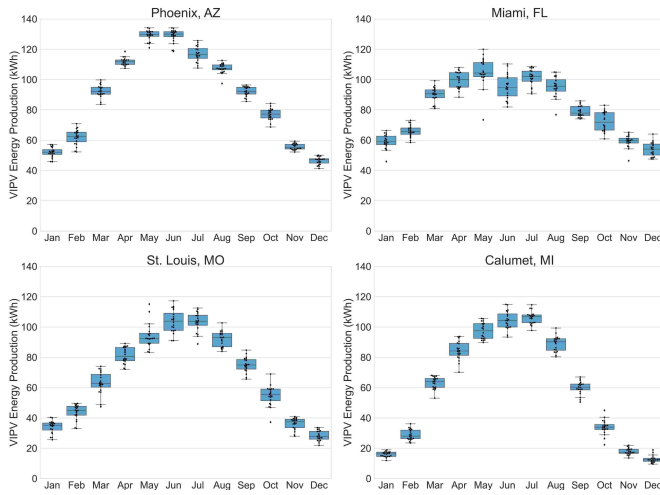 Phoenix, AZ
VIPV Energy Production (kWh)
140
120
100
80
60
40
20
0
Jan Feb Mar Apr May Jun Jul Aug Sep Oct Nov Dec
Miami, FL
VIPV Energy Production (kWh)
140
120
100
80
60
40
20
0
Jan Feb Mar Apr May Jun Jul Aug Sep Oct Nov Dec
St. Louis, MO
VIPV Energy Production (kWh)
140
120
100
80
60
40
20
0
Jan Feb Mar Apr May Jun Jul Aug Sep Oct Nov Dec
Calumet, MI
VIPV Energy Production (kWh)
140
120
100
80
60
40
20
0
Jan Feb Mar Apr May Jun Jul Aug Sep Oct Nov Dec